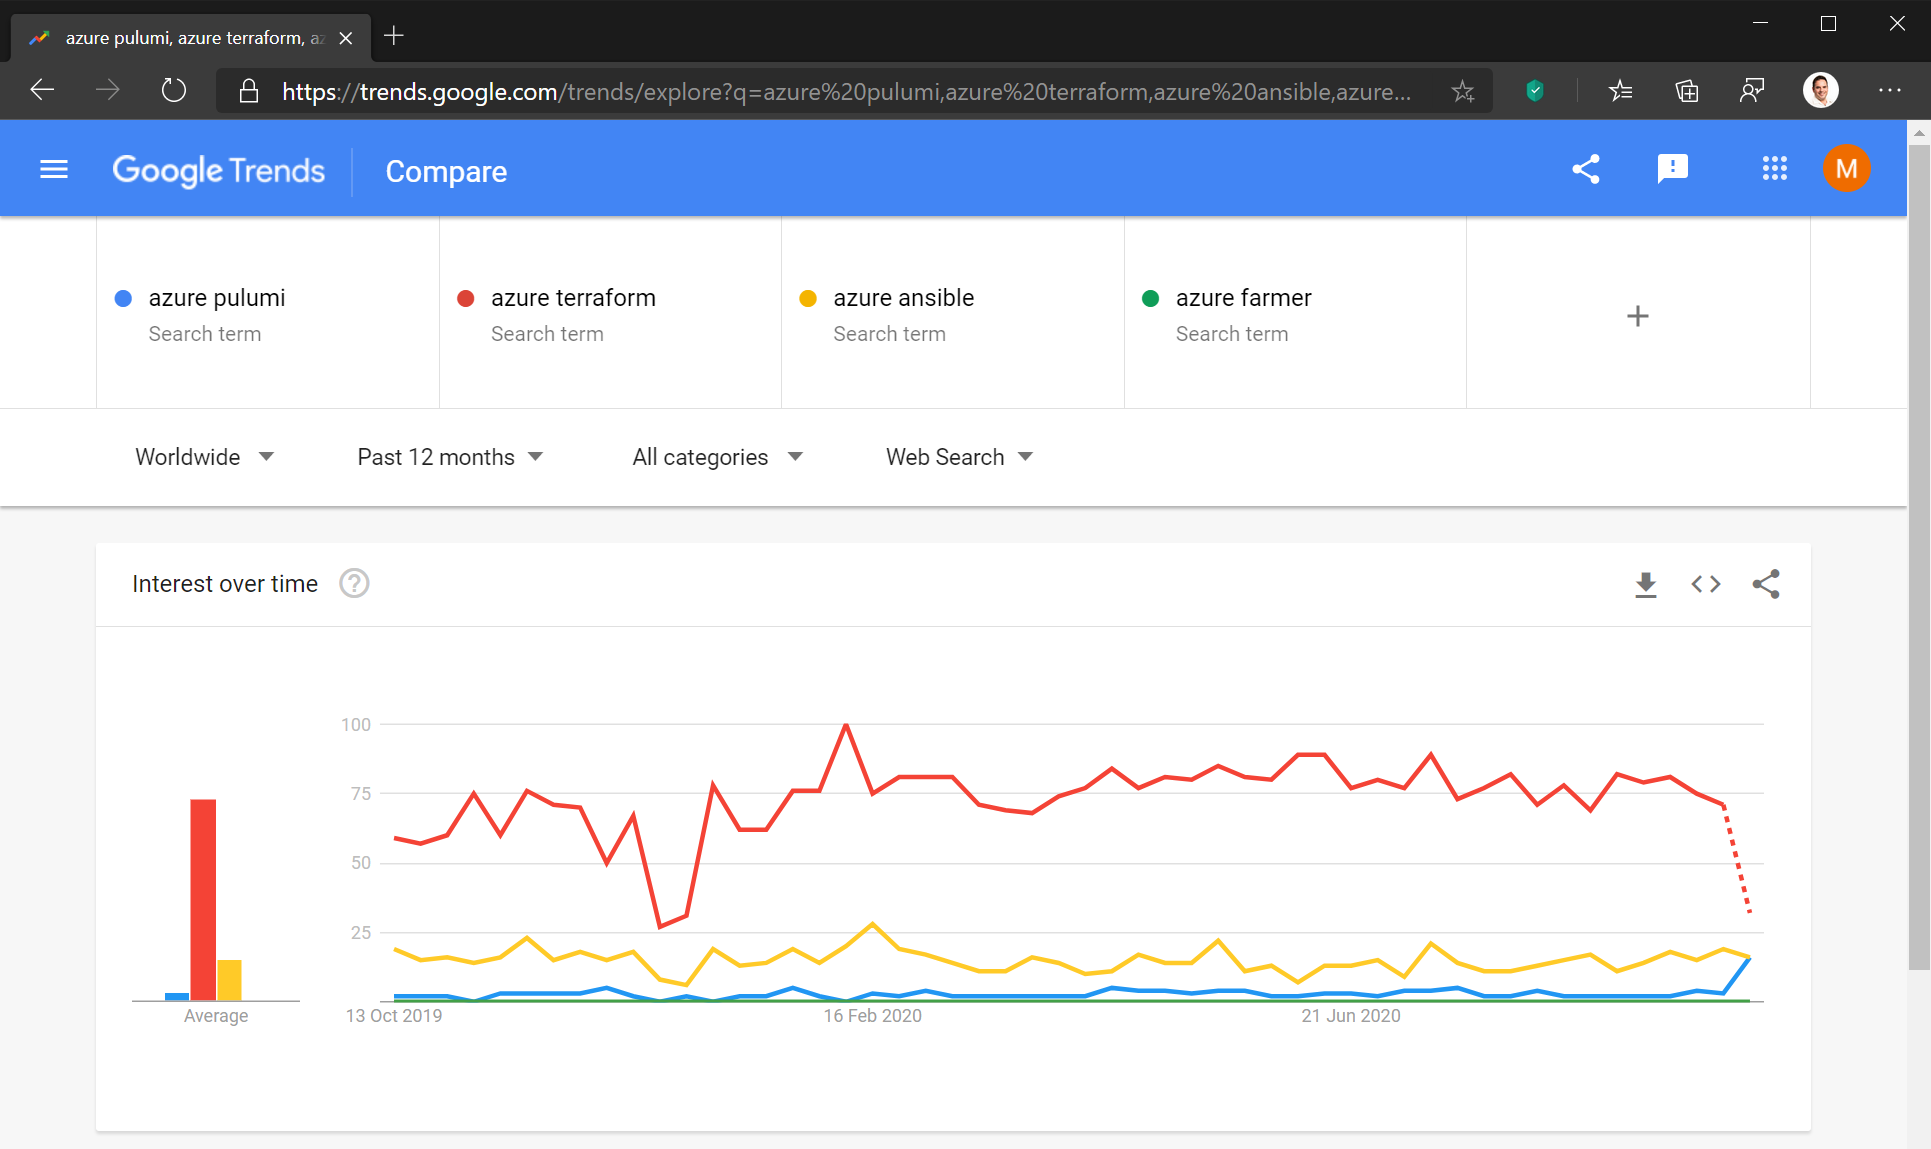 azure pulumi, azure terraform, az
https://trends.google.com/trends/explore?q=azure%20pulumi,azure%20terraform,azure%20ansible,azure...
Google Trends
Compare
M
azure pulumi
Search term
azure terraform
Search term
azure ansible
Search term
azure farmer
Search term
+
Worldwide
Past 12 months
All categories
Web Search
Interest over time
?
100
75
50
25
Average
13 Oct 2019
16 Feb 2020
21 Jun 2020